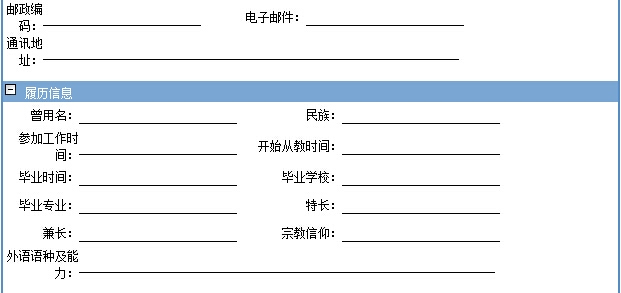 邮政编
码： 电子邮件：
通讯地
址：
履历信息
曾用名： 民族：
参加工作时
间： 开始从教时间：
毕业时间： 毕业学校：
毕业专业： 特长：
兼长： 宗教信仰：
外语语种及能
力：